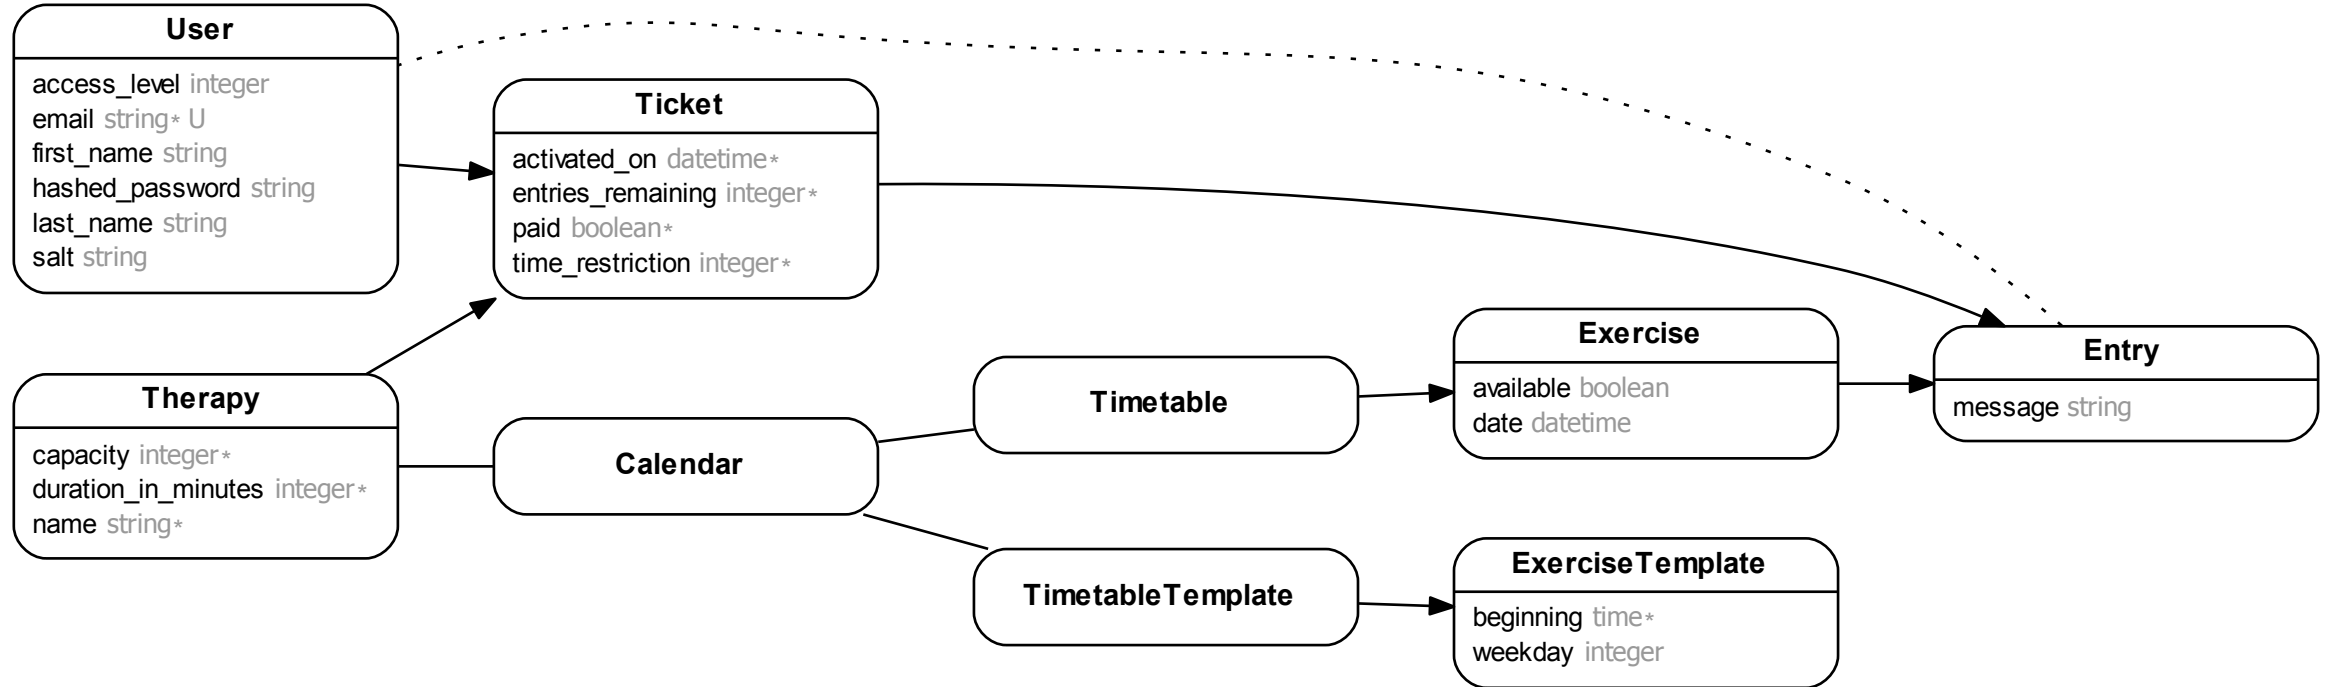 User
access_level integer
email string* U
first_name string
hashed_password string
last_name string
salt string
Ticket
activated_on datetime*
entries_remaining integer*
paid boolean*
time_restriction integer*
Therapy
capacity integer*
duration_in_minutes integer*
name string*
Calendar
Timetable
TimetableTemplate
Exercise
available boolean
date datetime
ExerciseTemplate
beginning time*
weekday integer
Entry
message string